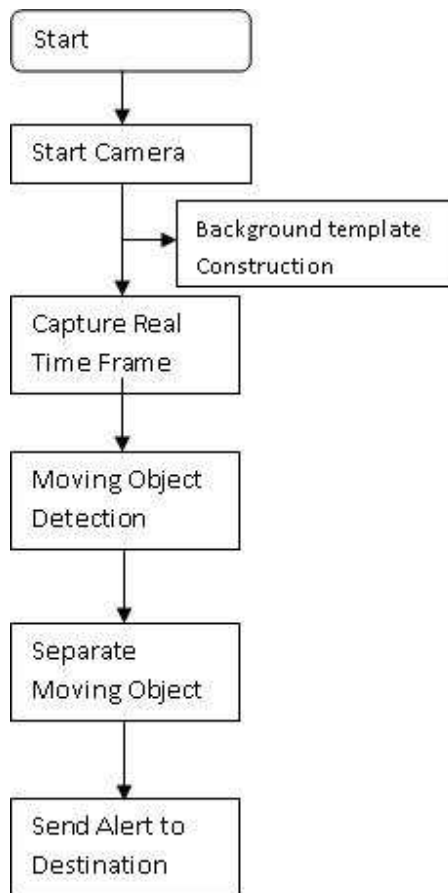 Start
Start Camera
Background template
Construction
Capture Real
Time Frame
Moving Object
Detection
Separate
Moving Object
Send Alert to
Destination